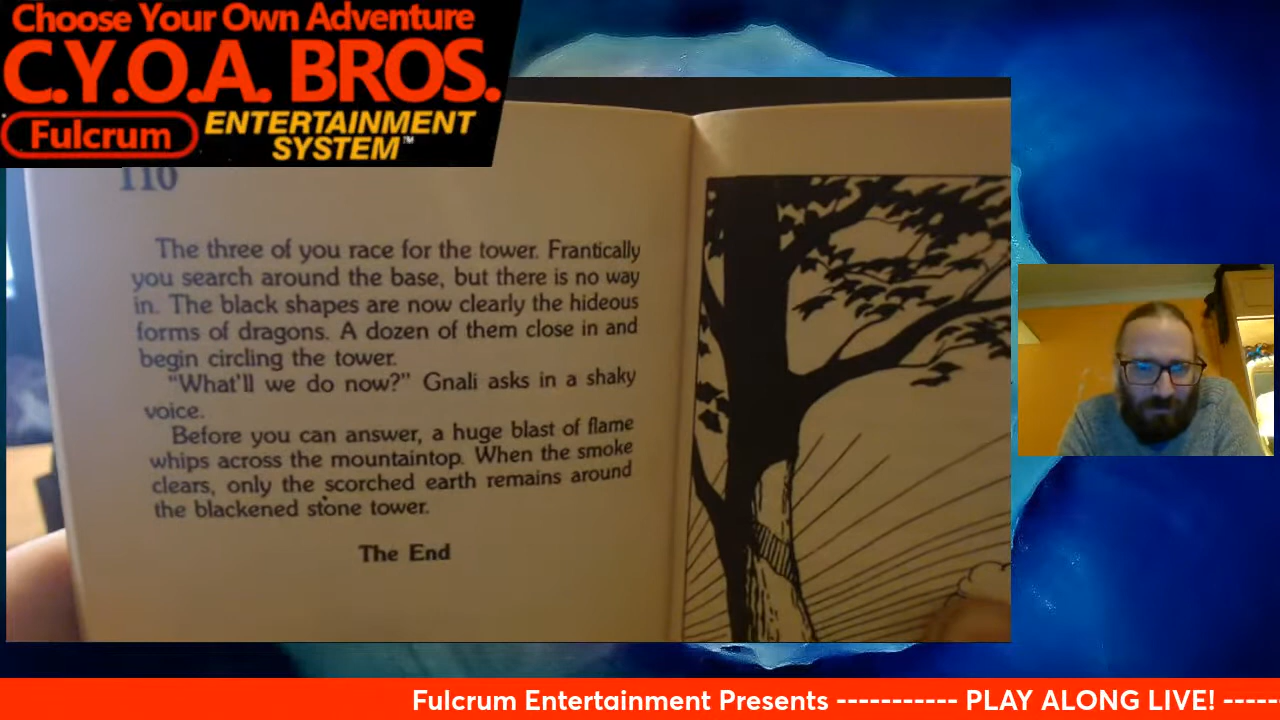 Choose Your Own Adventure
C.Y.O.A. BROS.
Fulcrum
ENTERTAINMENT
SYSTEM™
110
The three of you race for the tower. Frantically
you search around the base, but there is no way
in. The black shapes are now clearly the hideous
forms of dragons. A dozen of them close in and
begin circling the tower.
"What'll we do now?" Gnali asks in a shaky
voice.
Before you can answer, a huge blast of flame
whips across the mountaintop. When the smoke
clears, only the scorched earth remains around
the blackened stone tower.
The End
Fulcrum Entertainment Presents ----------- PLAY ALONG LIVE! -----